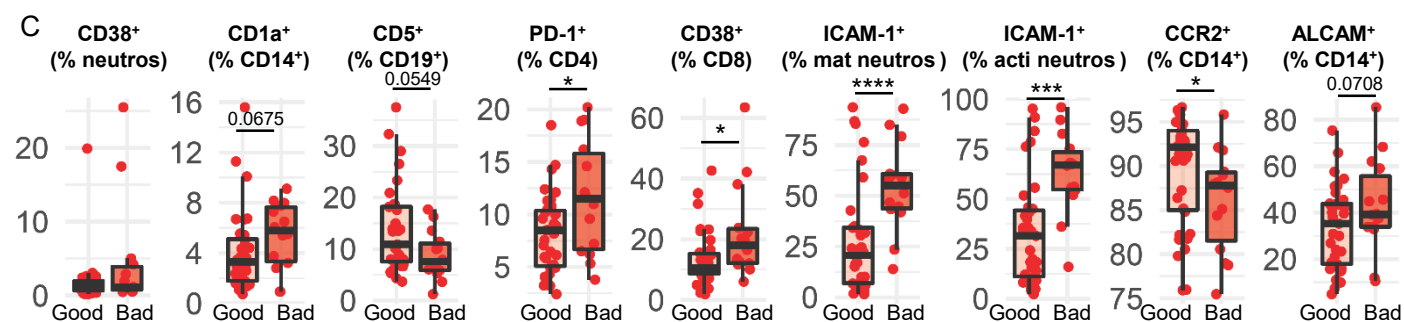 C
CD38⁺
(% neutros)
20
10
0
Good Bad
CD1a⁺
(% CD14⁺)
0.0675
16
12
8
4
0
Good Bad
CD5⁺
(% CD19⁺)
0.0549
30
20
10
0
Good Bad
PD-1⁺
(% CD4)
*
20
15
10
5
Good Bad
CD38⁺
(% CD8)
*
60
40
20
0
Good Bad
ICAM-1⁺
(% mat neutros)
****
75
50
25
0
Good Bad
ICAM-1⁺
(% acti neutros)
***
100
75
50
25
0
Good Bad
CCR2⁺
(% CD14⁺)
*
95
90
85
80
75
Good Bad
ALCAM⁺
(% CD14⁺)
0.0708
80
60
40
20
Good Bad